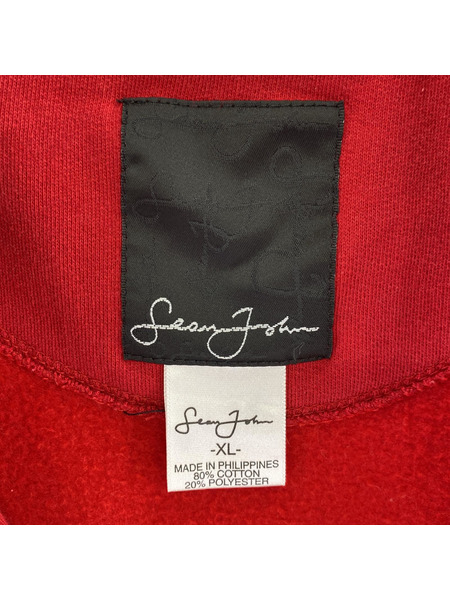 Sean John
Sean John
-XL-
MADE IN PHILIPPINES
80% COTTON
20% POLYESTER